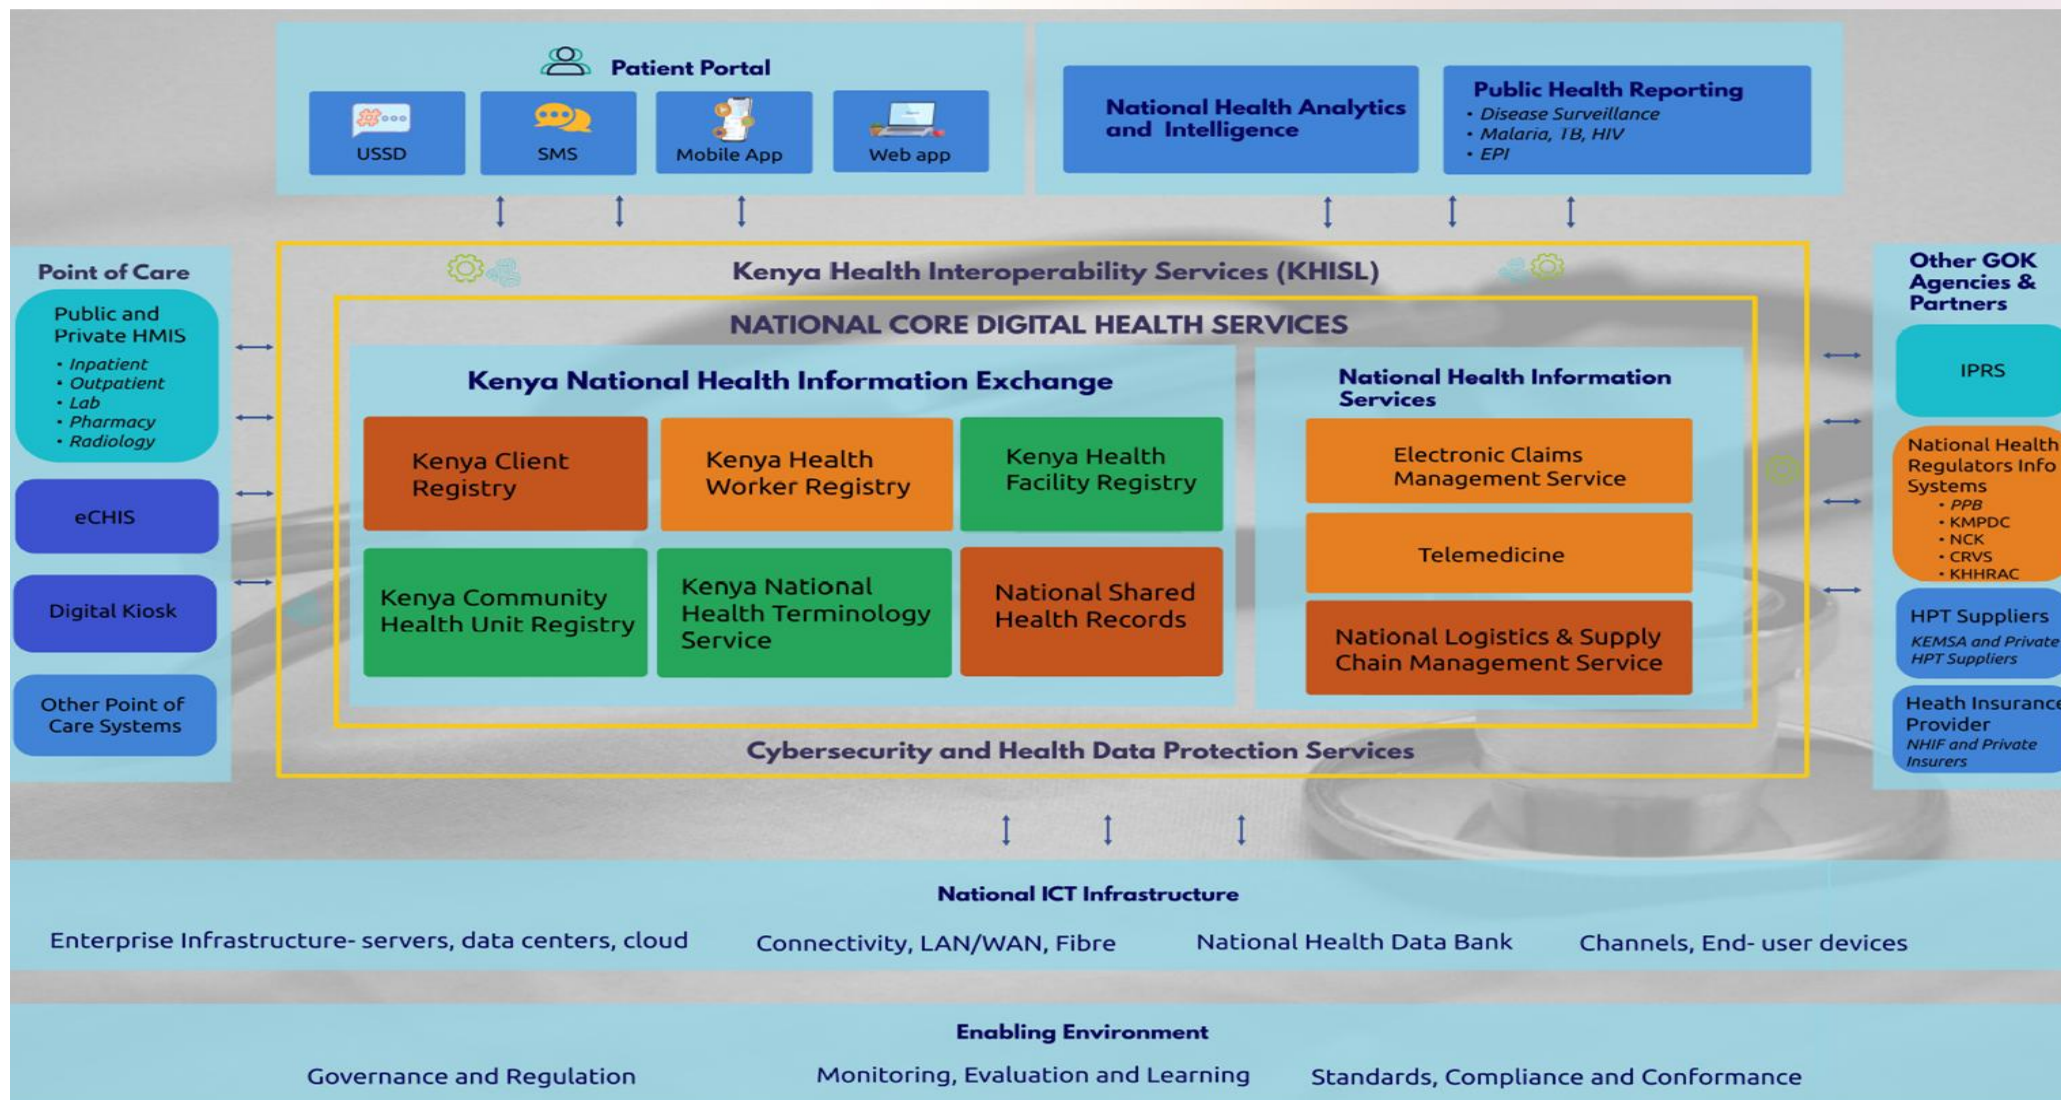 Patient Portal
USSD
SMS
Mobile App
Web app
National Health Analytics
and Intelligence
Public Health Reporting
• Disease Surveillance
• Malaria, TB, HIV
• EPI
Point of Care
Public and
Private HMIS
• Inpatient
• Outpatient
• Lab
• Pharmacy
• Radiology
eCHIS
Digital Kiosk
Other Point of
Care Systems
Kenya Health Interoperability Services (KHISL)
NATIONAL CORE DIGITAL HEALTH SERVICES
Kenya National Health Information Exchange
Kenya Client
Registry
Kenya Health
Worker Registry
Kenya Health
Facility Registry
Kenya Community
Health Unit Registry
Kenya National
Health Terminology
Service
National Shared
Health Records
National Health Information
Services
Electronic Claims
Management Service
Telemedicine
National Logistics & Supply
Chain Management Service
Cybersecurity and Health Data Protection Services
Other GOK
Agencies &
Partners
IPRS
National Health
Regulators Info
Systems
• PPB
• KMPDC
• NCK
• CRVS
• KHHRAC
HPT Suppliers
KEMSA and Private
HPT Suppliers
Heath Insurance
Provider
NHIF and Private
Insurers
National ICT Infrastructure
Enterprise Infrastructure- servers, data centers, cloud
Connectivity, LAN/WAN, Fibre
National Health Data Bank
Channels, End- user devices
Enabling Environment
Governance and Regulation
Monitoring, Evaluation and Learning
Standards, Compliance and Conformance